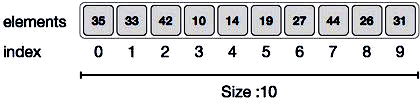 elements 35 33 42 10 14 19 27 44 26 31
index 0 1 2 3 4 5 6 7 8 9
Size :10